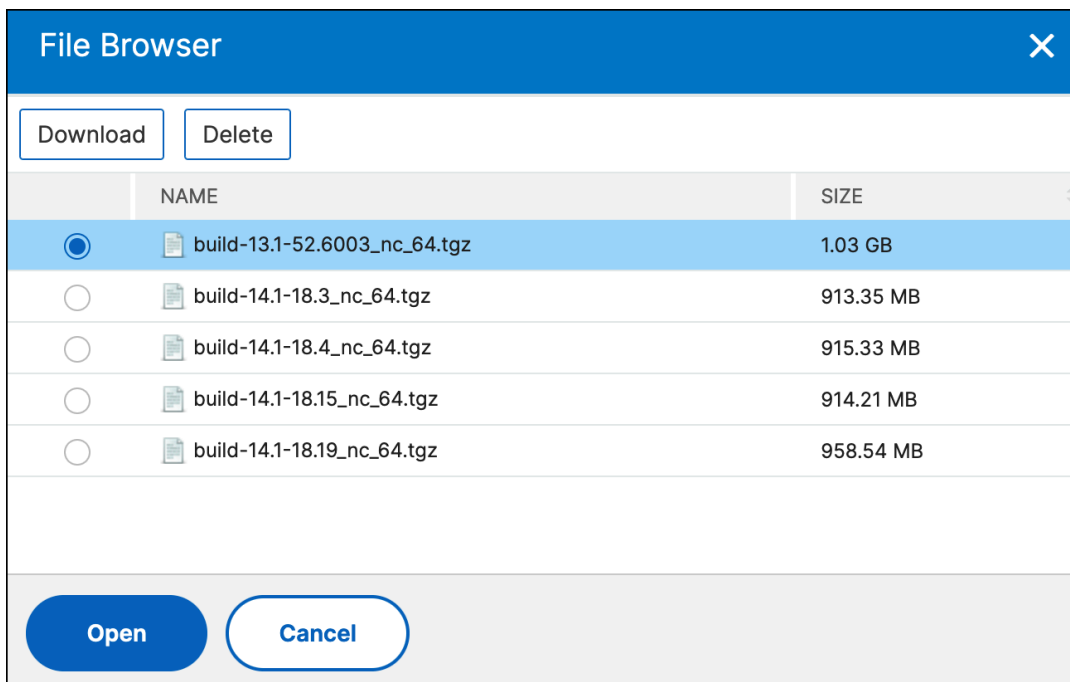 File Browser
Download Delete
NAME SIZE
build-13.1-52.6003_nc_64.tgz 1.03 GB
build-14.1-18.3_nc_64.tgz 913.35 MB
build-14.1-18.4_nc_64.tgz 915.33 MB
build-14.1-18.15_nc_64.tgz 914.21 MB
build-14.1-18.19_nc_64.tgz 958.54 MB
Open Cancel